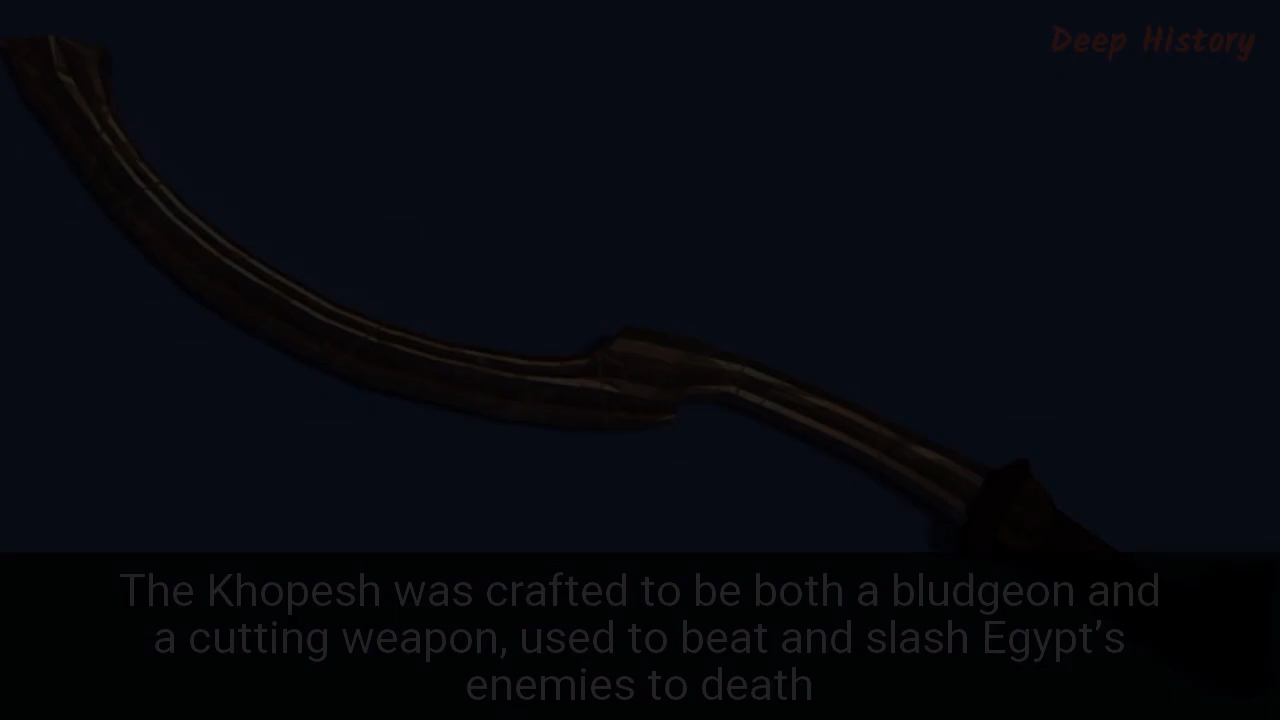 Deep History
The Khopesh was crafted to be both a bludgeon and
a cutting weapon, used to beat and slash Egypt’s
enemies to death